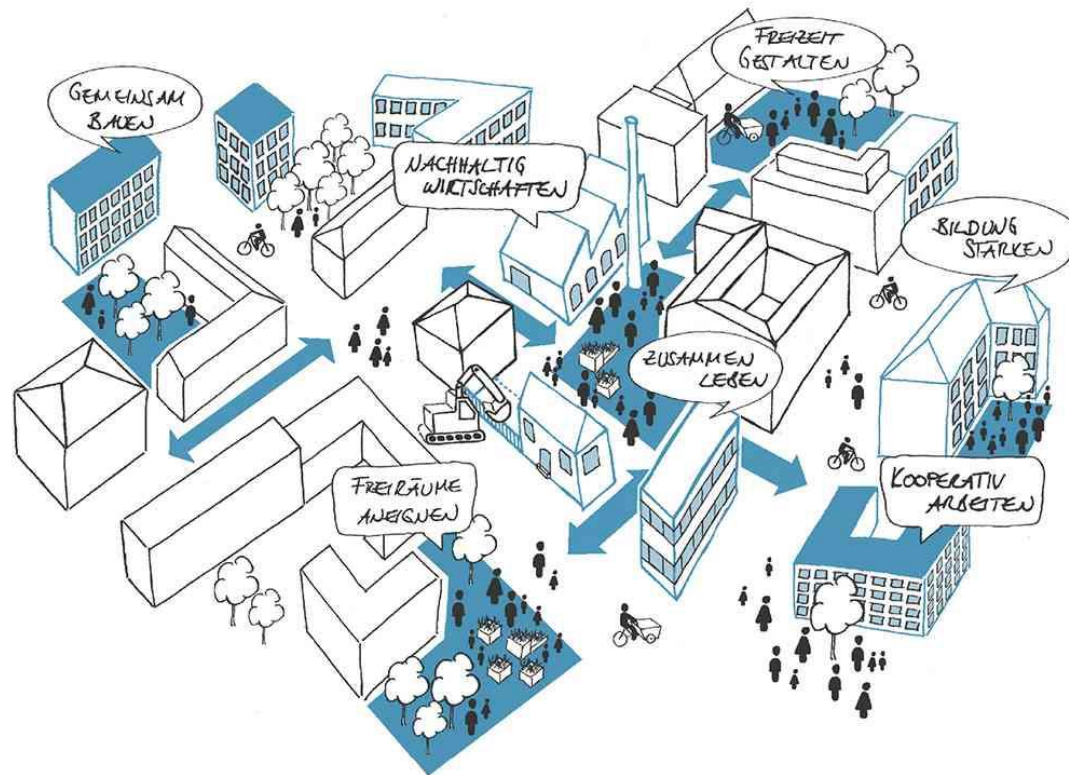 FREIZEIT
GESTALTEN
GEMEINSAM
BAUEN
NACHHALTIG
WIRTSCHAFTEN
BILDUNG
STÄRKEN
ZUSAMMEN
LEBEN
FREIRÄUME
ANEIGNEN
KOOPERATIV
ARBEITEN